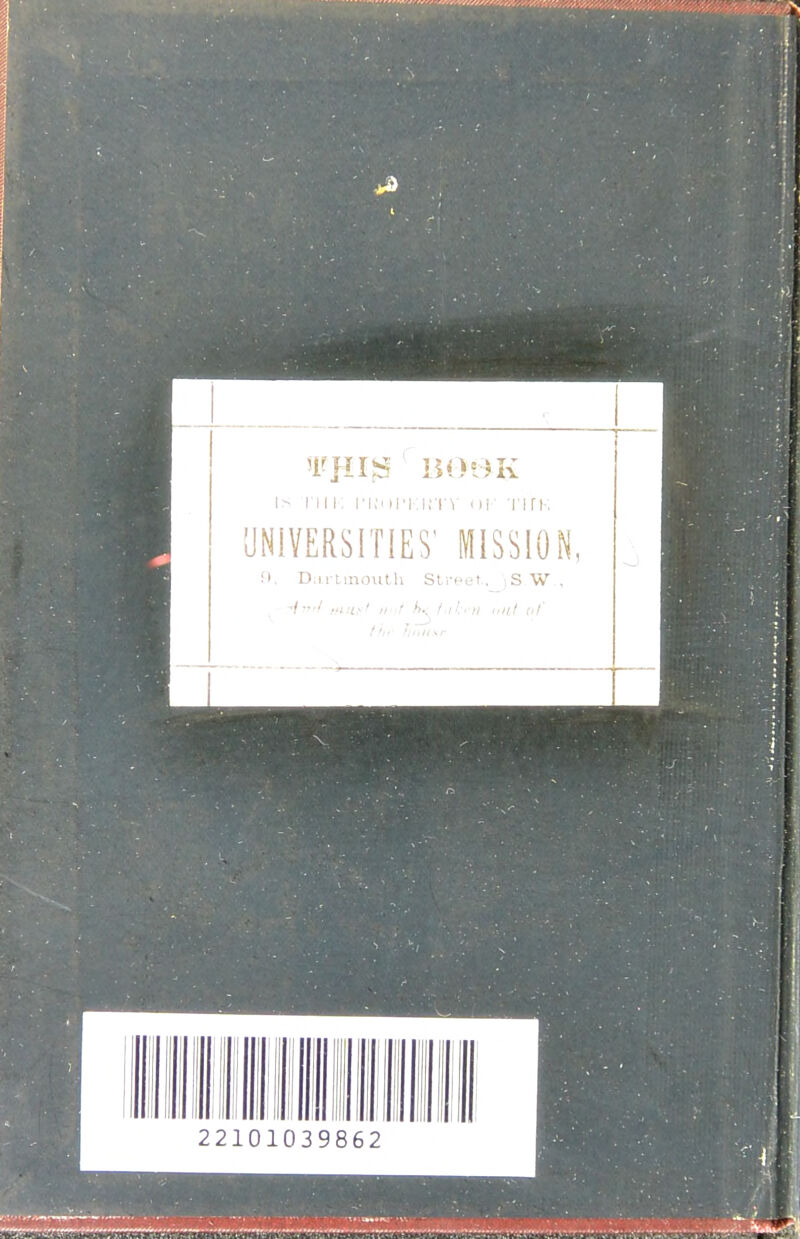 THIS BOOK
IS THE PROPERTY OF THE
UNIVERSITIES' MISSION,
9, Dartmouth Street, S.W.,
And must not be taken out of
the house
22101039862